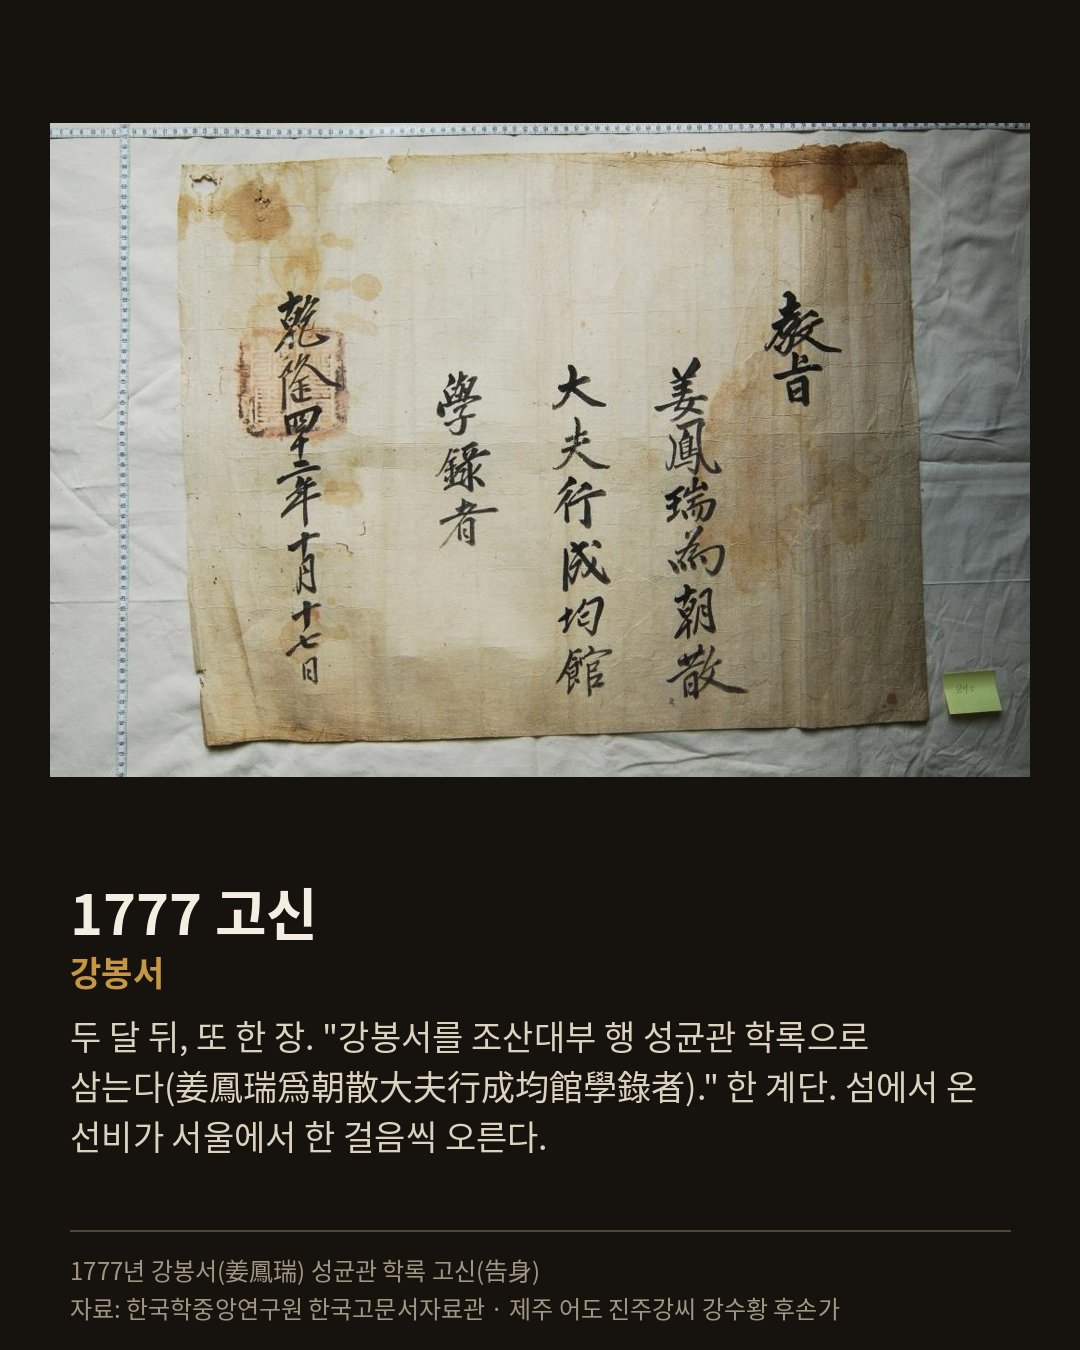 教旨
姜鳳瑞為朝散
大夫行成均館
學錄者
乾隆四十二年十月十七日
1777 고신
강봉서
두 달 뒤, 또 한 장. "강봉서를 조산대부 행 성균관 학록으로
삼는다(姜鳳瑞爲朝散大夫行成均館學錄者)." 한 계단. 섬에서 온
선비가 서울에서 한 걸음씩 오른다.
1777년 강봉서(姜鳳瑞) 성균관 학록 고신(告身)
자료: 한국학중앙연구원 한국고문서자료관 · 제주 어도 진주강씨 강수황 후손가